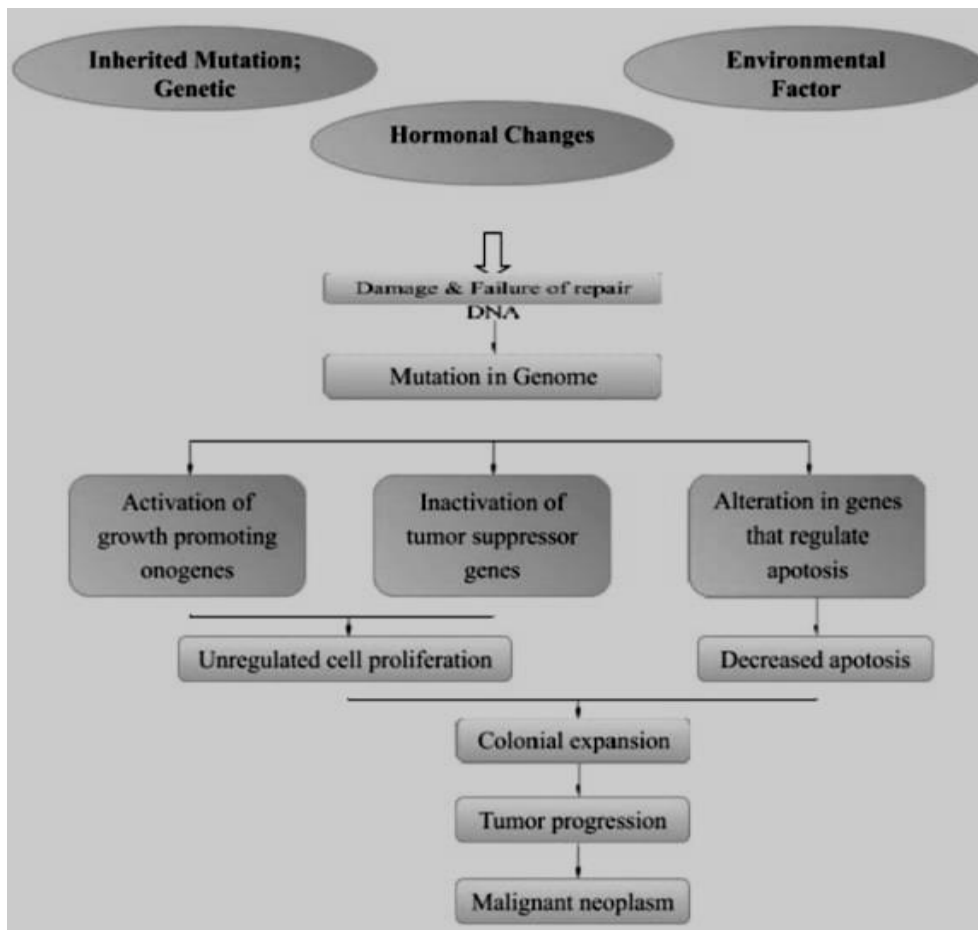 Inherited Mutation;
Genetic
Environmental
Factor
Hormonal Changes
Damage & Failure of repair
DNA
Mutation in Genome
Activation of
growth promoting
onogenes
Inactivation of
tumor suppressor
genes
Alteration in genes
that regulate
apotosis
Unregulated cell proliferation
Decreased apotosis
Colonial expansion
Tumor progression
Malignant neoplasm